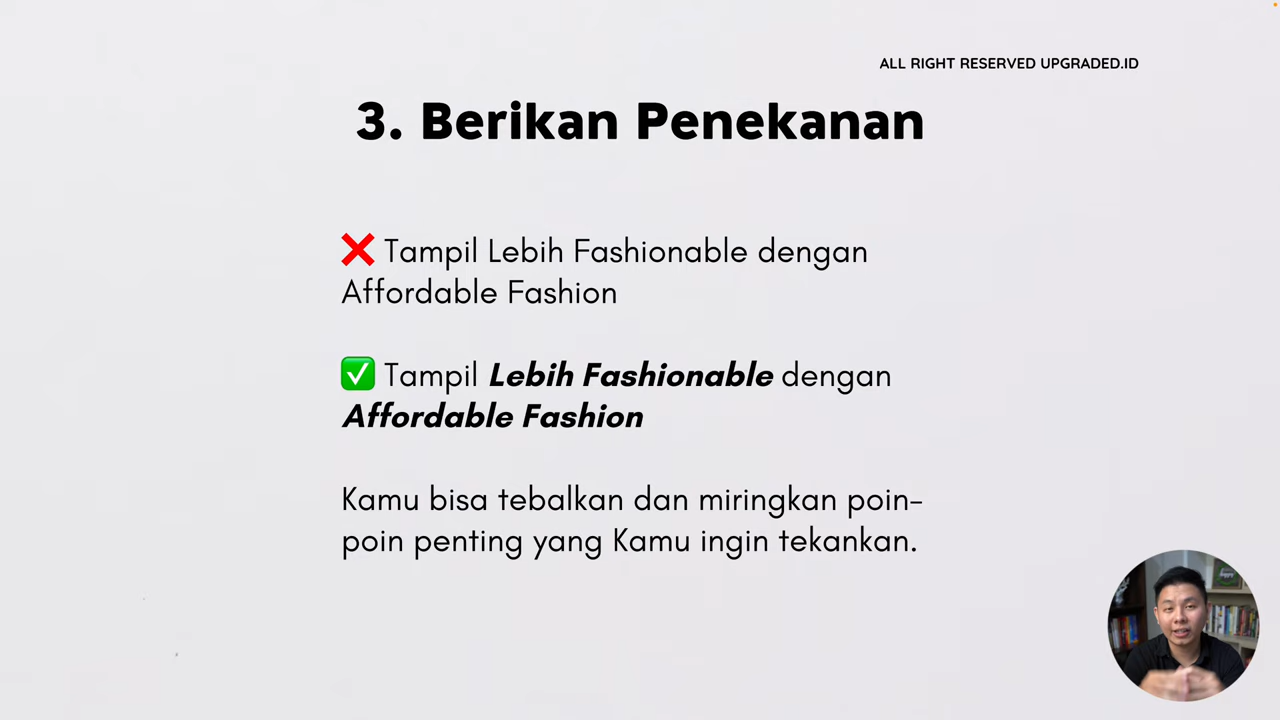 ALL RIGHT RESERVED UPGRADED.ID
3. Berikan Penekanan
❌ Tampil Lebih Fashionable dengan
Affordable Fashion
✅ Tampil Lebih Fashionable dengan
Affordable Fashion
Kamu bisa tebalkan dan miringkan poin-
poin penting yang Kamu ingin tekankan.